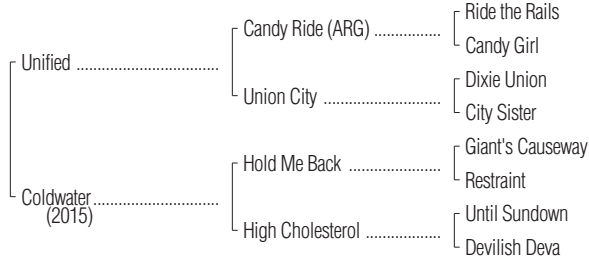 Unified
Coldwater
(2015)
Candy Ride (ARG)
Union City
Hold Me Back
High Cholesterol
Ride the Rails
Candy Girl
Dixie Union
City Sister
Giant's Causeway
Restraint
Until Sundown
Devilish Deva